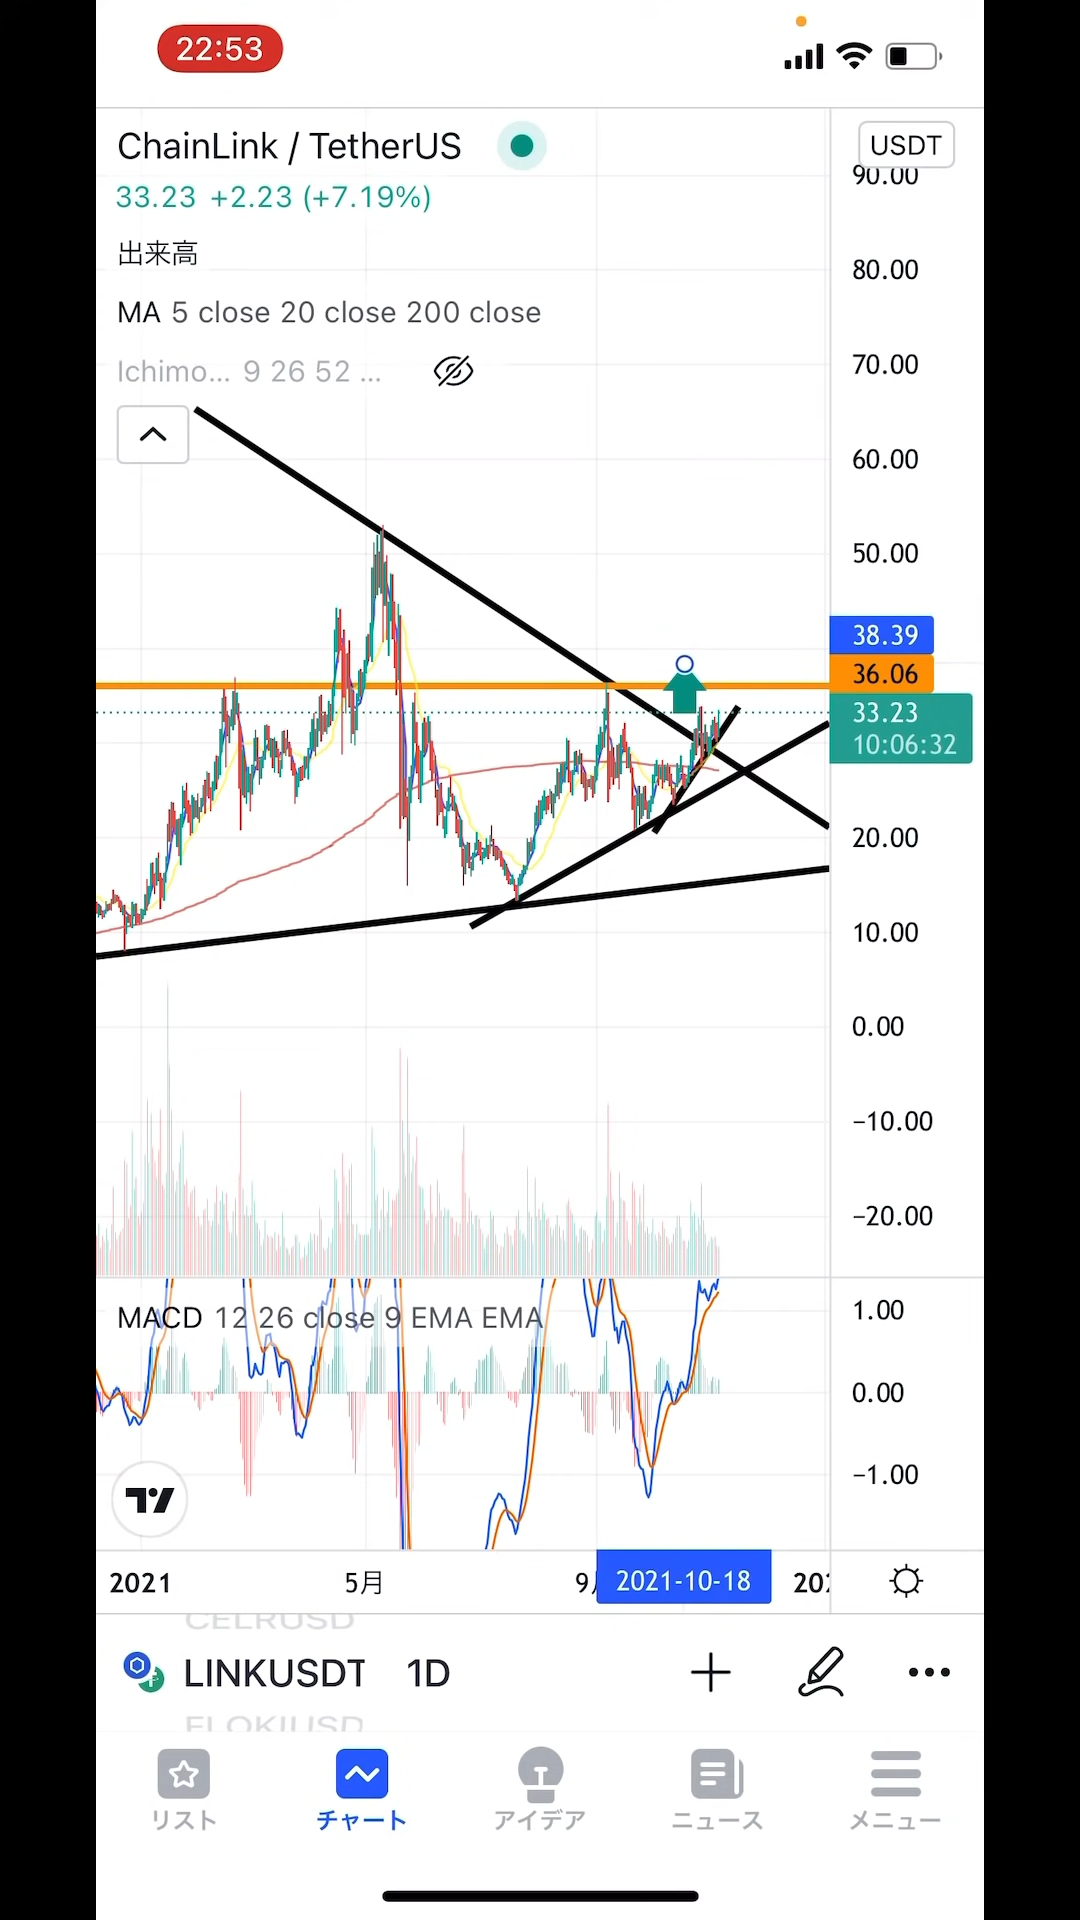 22:53
ChainLink / TetherUS
USDT
33.23 +2.23 (+7.19%)
90.00
出来高
80.00
MA 5 close 20 close 200 close
70.00
Ichimo... 9 26 52 ...
60.00
50.00
38.39
36.06
33.23
10:06:32
20.00
10.00
0.00
−10.00
−20.00
MACD 12 26 close 9 EMA EMA
1.00
0.00
−1.00
2021 5月 9 2021-10-18 202
CELRUSD
LINKUSDT 1D
FLOKIUSD
リスト チャート アイデア ニュース メニュー